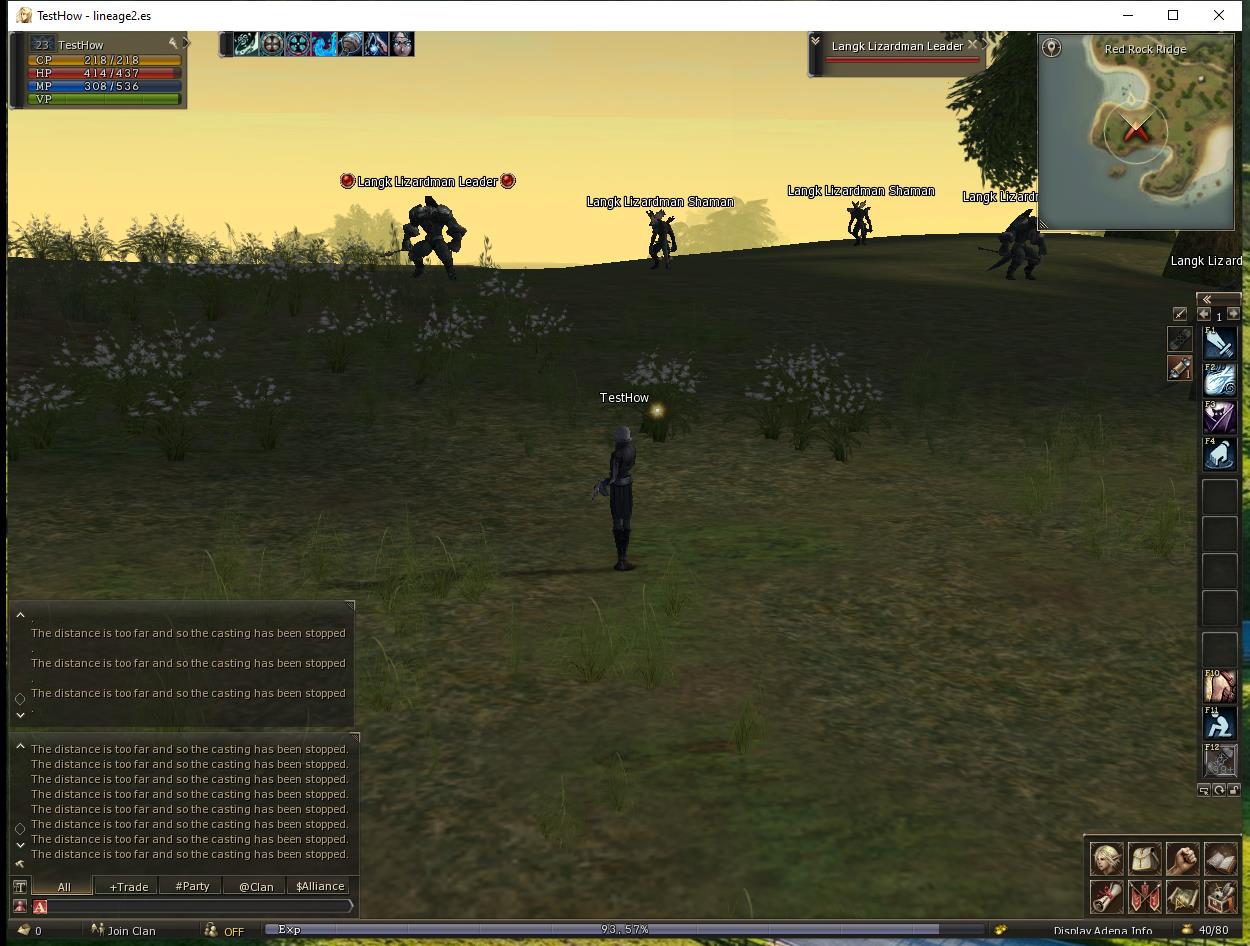 TestHow - lineage2.es
23 TestHow
CP 218/218
HP 414/437
MP 308/536
VP
Langk Lizardman Leader
Red Rock Ridge
Langk Lizardman Leader
Langk Lizardman Shaman
Langk Lizardman Shaman
Langk Lizardm
Langk Lizard
1
F1
F2
F3
F4
1
TestHow
F10
F11
F12
.
The distance is too far and so the casting has been stopped
.
The distance is too far and so the casting has been stopped
.
The distance is too far and so the casting has been stopped
.
The distance is too far and so the casting has been stopped.
The distance is too far and so the casting has been stopped.
The distance is too far and so the casting has been stopped.
The distance is too far and so the casting has been stopped.
The distance is too far and so the casting has been stopped.
The distance is too far and so the casting has been stopped.
The distance is too far and so the casting has been stopped.
The distance is too far and so the casting has been stopped.
T All +Trade #Party @Clan $Alliance
A
0 Join Clan OFF Exp 93.57% Display Adena Info 40/80